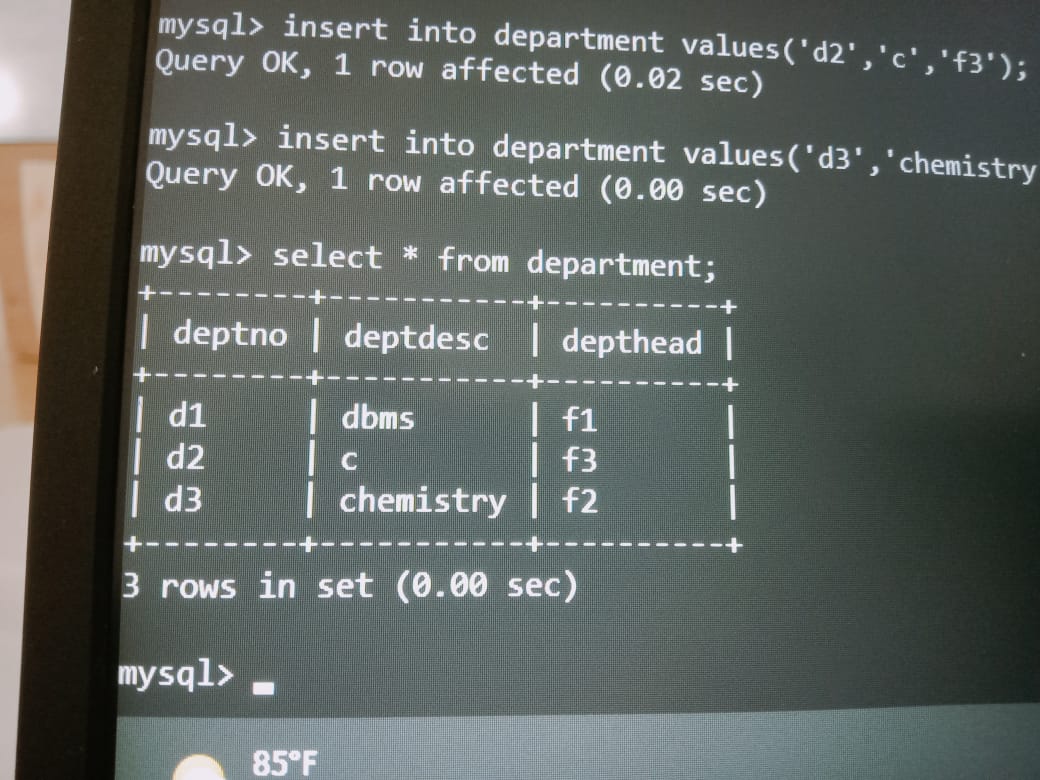 mysql> insert into department values('d2','c','f3');
Query OK, 1 row affected (0.02 sec)
mysql> insert into department values('d3','chemistry
Query OK, 1 row affected (0.00 sec)
mysql> select * from department;
+--------+-----------+----------+
| deptno | deptdesc | depthead |
+--------+-----------+----------+
| d1 | dbms | f1 |
| d2 | c | f3 |
| d3 | chemistry | f2 |
+--------+-----------+----------+
3 rows in set (0.00 sec)
mysql> _
85°F